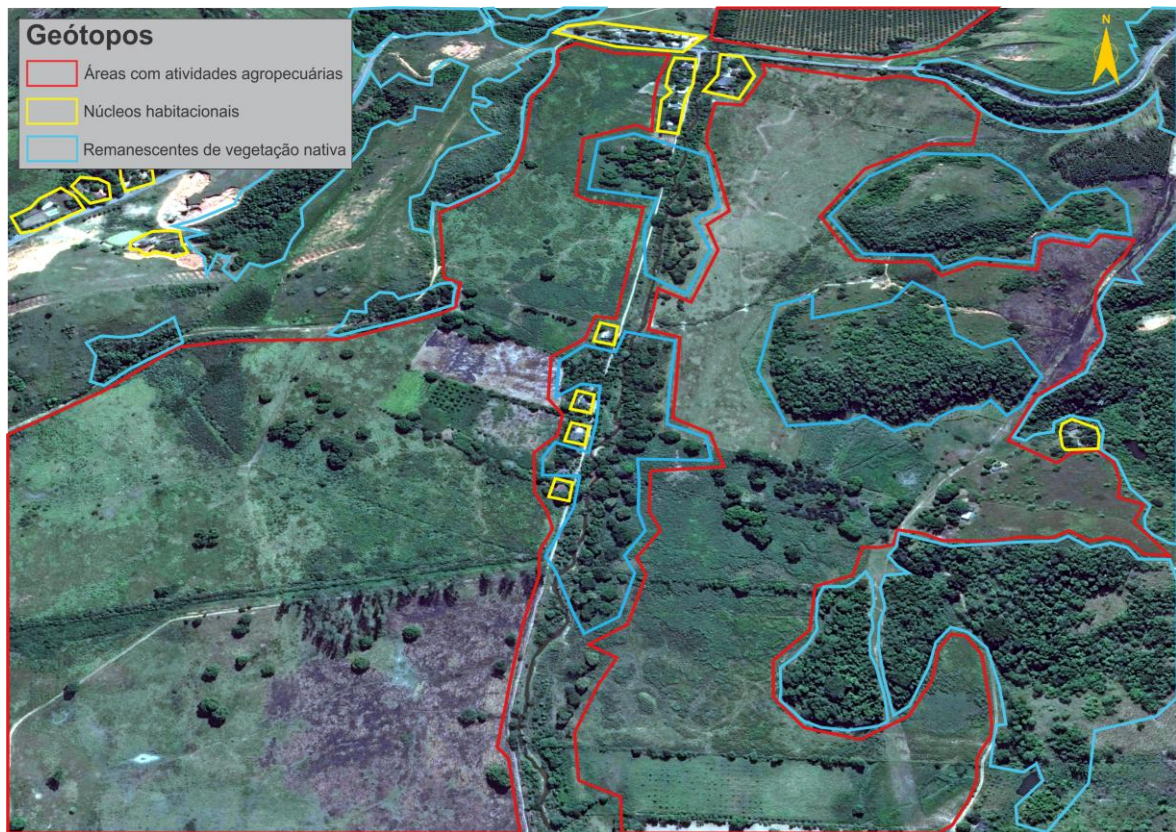 Geótopos
Áreas com atividades agropecuárias
Núcleos habitacionais
Remanescentes de vegetação nativa
N